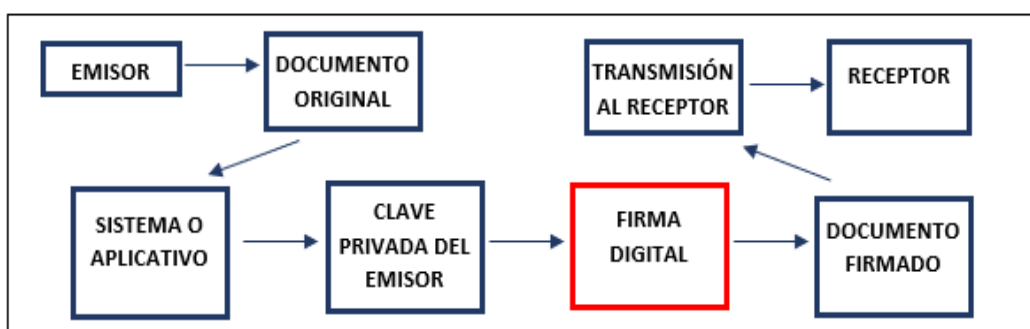 EMISOR
DOCUMENTO
ORIGINAL
TRANSMISIÓN
AL RECEPTOR
RECEPTOR
SISTEMA O
APLICATIVO
CLAVE
PRIVADA DEL
EMISOR
FIRMA
DIGITAL
DOCUMENTO
FIRMADO